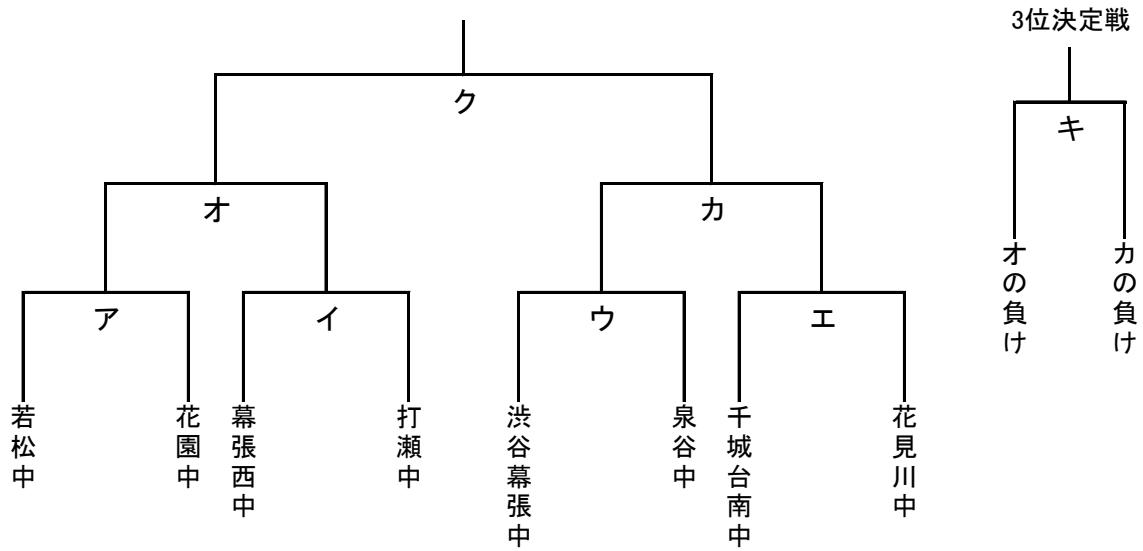 3位決定戦
ク
キ
オ
カ
オの負け
カの負け
ア
イ
ウ
エ
若松中
花園中
幕張西中
打瀬中
渋谷幕張中
泉谷中
千城台南中
花見川中